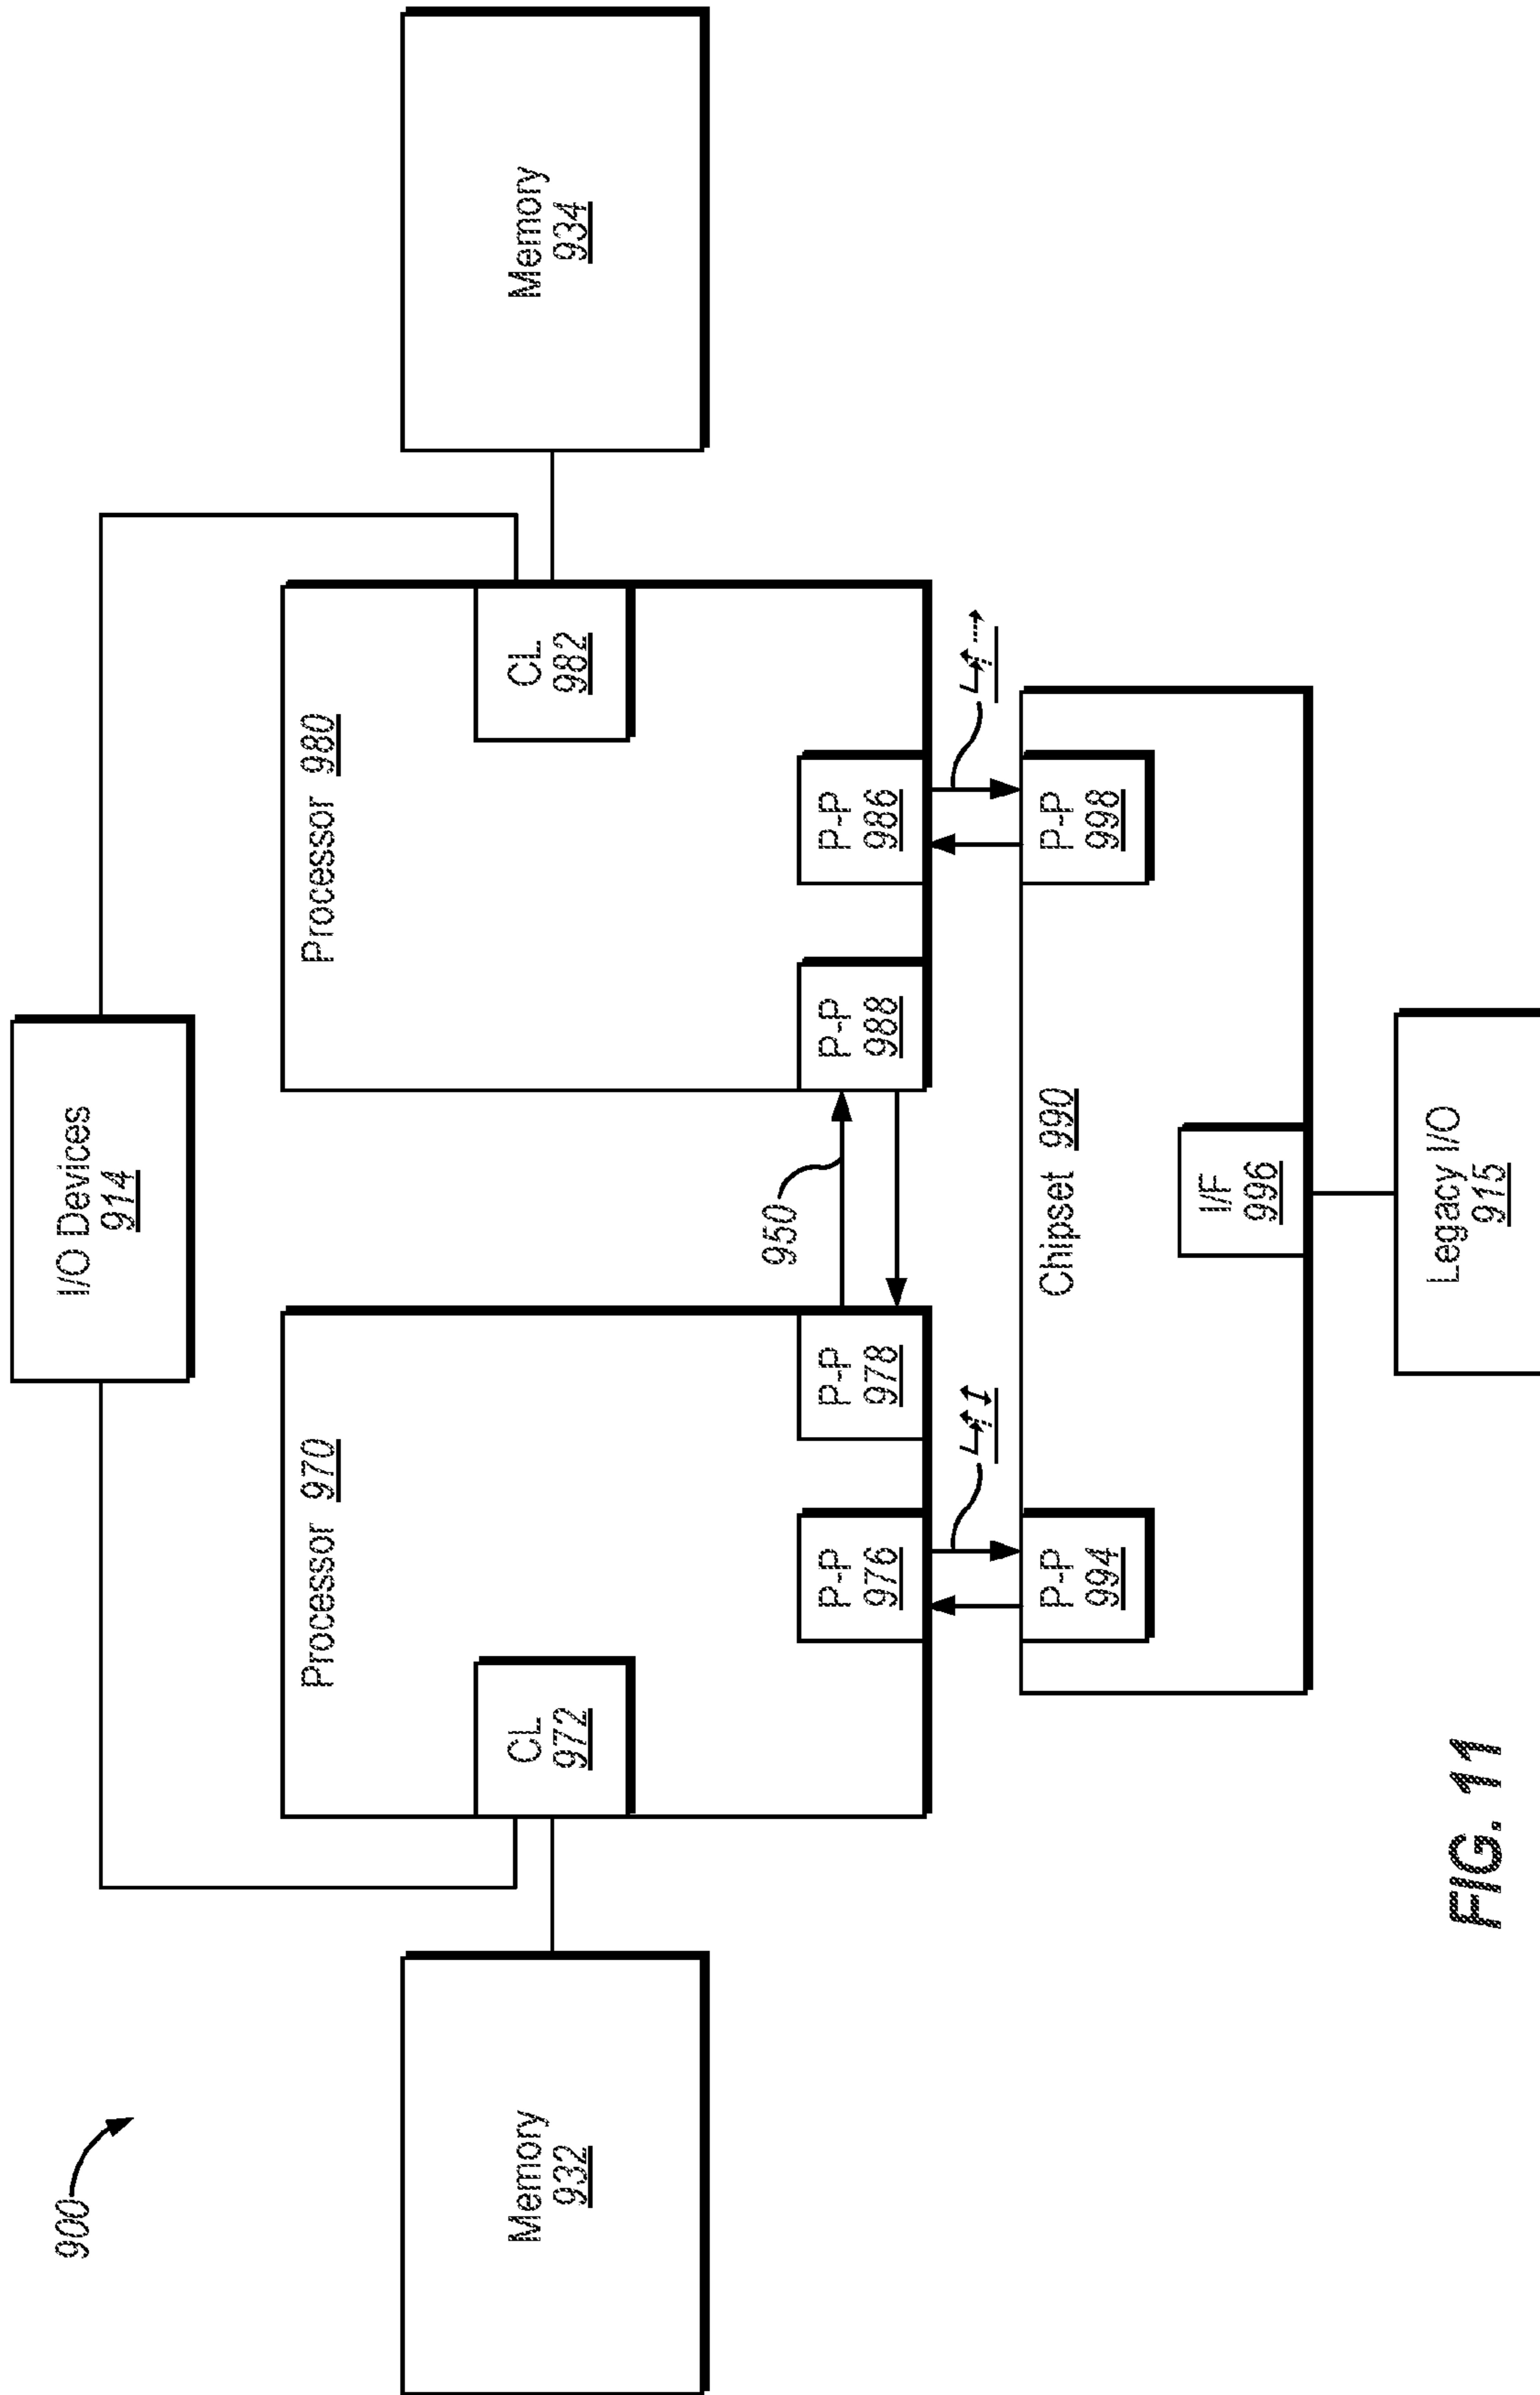 900
I/O Devices
914
Memory
932
Processor 970
CL
972
P-P
976
P-P
978
950
Processor 980
CL
982
P-P
988
P-P
986
Memory
934
P-P
994
Chipset 990
P-P
998
I/F
996
Legacy I/O
915
FIG. 11